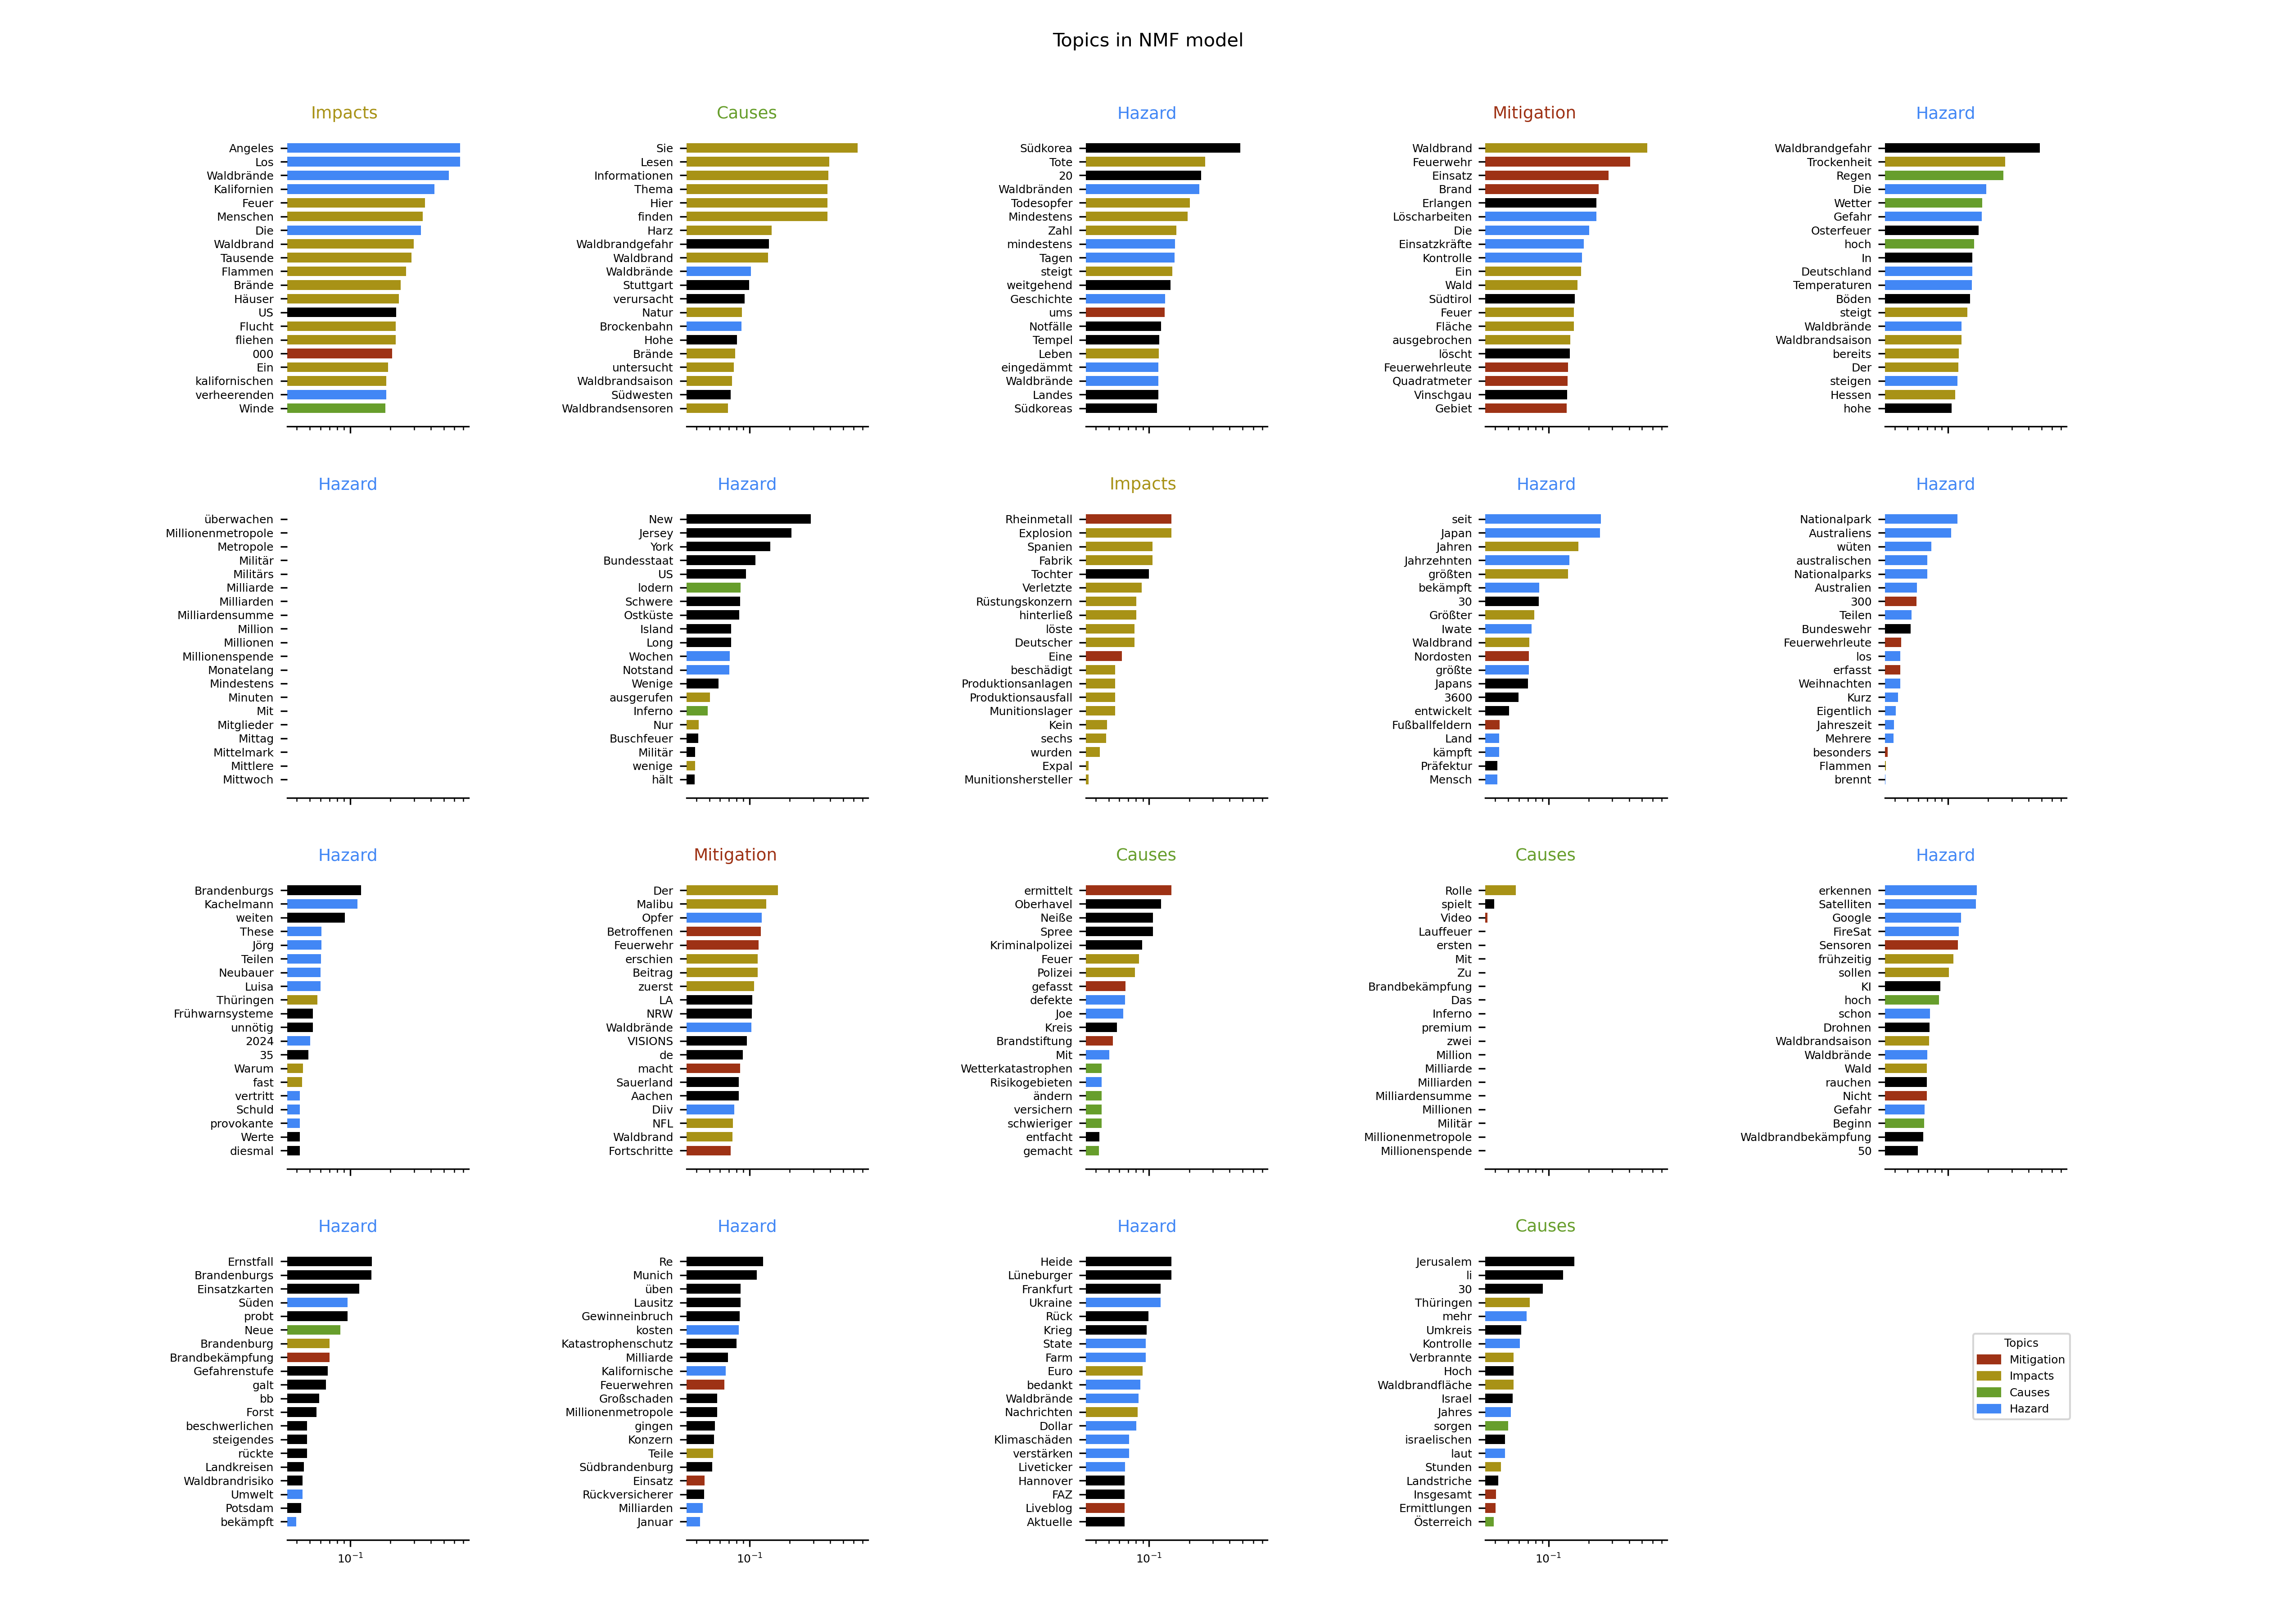 Topics in NMF model
Impacts
Angeles
Los
Waldbrände
Kalifornien
Feuer
Menschen
Die
Waldbrand
Tausende
Flammen
Brände
Häuser
US
Flucht
fliehen
000
Ein
kalifornischen
verheerenden
Winde
Causes
Sie
Lesen
Informationen
Thema
Hier
finden
Harz
Waldbrandgefahr
Waldbrand
Waldbrände
Stuttgart
verursacht
Natur
Brockenbahn
Hohe
Brände
untersucht
Waldbrandsaison
Südwesten
Waldbrandsensoren
Hazard
Südkorea
Tote
20
Waldbränden
Todesopfer
Mindestens
Zahl
mindestens
Tagen
steigt
weitgehend
Geschichte
ums
Notfälle
Tempel
Leben
eingedämmt
Waldbrände
Landes
Südkoreas
Mitigation
Waldbrand
Feuerwehr
Einsatz
Brand
Erlangen
Löscharbeiten
Die
Einsatzkräfte
Kontrolle
Ein
Wald
Südtirol
Feuer
Fläche
ausgebrochen
löscht
Feuerwehrleute
Quadratmeter
Vinschgau
Gebiet
Hazard
Waldbrandgefahr
Trockenheit
Regen
Die
Wetter
Gefahr
Osterfeuer
hoch
In
Deutschland
Temperaturen
Böden
steigt
Waldbrände
Waldbrandsaison
bereits
Der
steigen
Hessen
hohe
Hazard
überwachen
Millionenmetropole
Metropole
Militär
Militärs
Milliarde
Milliarden
Milliardensumme
Million
Millionen
Millionenspende
Monatelang
Mindestens
Minuten
Mit
Mitglieder
Mittag
Mittelmark
Mittlere
Mittwoch
Hazard
New
Jersey
York
Bundesstaat
US
lodern
Schwere
Ostküste
Island
Long
Wochen
Notstand
Wenige
ausgerufen
Inferno
Nur
Buschfeuer
Militär
wenige
hält
Impacts
Rheinmetall
Explosion
Spanien
Fabrik
Tochter
Verletzte
Rüstungskonzern
hinterließ
löste
Deutscher
Eine
beschädigt
Produktionsanlagen
Produktionsausfall
Munitionslager
Kein
sechs
wurden
Expal
Munitionshersteller
Hazard
seit
Japan
Jahren
Jahrzehnten
größten
bekämpft
30
Größter
Iwate
Waldbrand
Nordosten
größte
Japans
3600
entwickelt
Fußballfeldern
Land
kämpft
Präfektur
Mensch
Hazard
Nationalpark
Australiens
wüten
australischen
Nationalparks
Australien
300
Teilen
Bundeswehr
Feuerwehrleute
los
erfasst
Weihnachten
Kurz
Eigentlich
Jahreszeit
Mehrere
besonders
Flammen
brennt
Hazard
Brandenburgs
Kachelmann
weiten
These
Jörg
Teilen
Neubauer
Luisa
Thüringen
Frühwarnsysteme
unnötig
2024
35
Warum
fast
vertritt
Schuld
provokante
Werte
diesmal
Mitigation
Der
Malibu
Opfer
Betroffenen
Feuerwehr
erschien
Beitrag
zuerst
LA
NRW
Waldbrände
VISIONS
de
macht
Sauerland
Aachen
Diiv
NFL
Waldbrand
Fortschritte
Causes
ermittelt
Oberhavel
Neiße
Spree
Kriminalpolizei
Feuer
Polizei
gefasst
defekte
Joe
Kreis
Brandstiftung
Mit
Wetterkatastrophen
Risikogebieten
ändern
versichern
schwieriger
entfacht
gemacht
Causes
Rolle
spielt
Video
Lauffeuer
ersten
Mit
Zu
Brandbekämpfung
Das
Inferno
premium
zwei
Million
Milliarde
Milliarden
Milliardensumme
Millionen
Militär
Millionenmetropole
Millionenspende
Hazard
erkennen
Satelliten
Google
FireSat
Sensoren
frühzeitig
sollen
KI
hoch
schon
Drohnen
Waldbrandsaison
Waldbrände
Wald
rauchen
Nicht
Gefahr
Beginn
Waldbrandbekämpfung
50
Hazard
Ernstfall
Brandenburgs
Einsatzkarten
Süden
probt
Neue
Brandenburg
Brandbekämpfung
Gefahrenstufe
galt
bb
Forst
beschwerlichen
steigendes
rückte
Landkreisen
Waldbrandrisiko
Umwelt
Potsdam
bekämpft
10⁻¹
Hazard
Re
Munich
üben
Lausitz
Gewinneinbruch
kosten
Katastrophenschutz
Milliarde
Kalifornische
Feuerwehren
Großschaden
Millionenmetropole
gingen
Konzern
Teile
Südbrandenburg
Einsatz
Rückversicherer
Milliarden
Januar
10⁻¹
Hazard
Heide
Lüneburger
Frankfurt
Ukraine
Rück
Krieg
State
Farm
Euro
bedankt
Waldbrände
Nachrichten
Dollar
Klimaschäden
verstärken
Liveticker
Hannover
FAZ
Liveblog
Aktuelle
10⁻¹
Causes
Jerusalem
li
30
Thüringen
mehr
Umkreis
Kontrolle
Verbrannte
Hoch
Waldbrandfläche
Israel
Jahres
sorgen
israelischen
laut
Stunden
Landstriche
Insgesamt
Ermittlungen
Österreich
10⁻¹
Topics
Mitigation
Impacts
Causes
Hazard